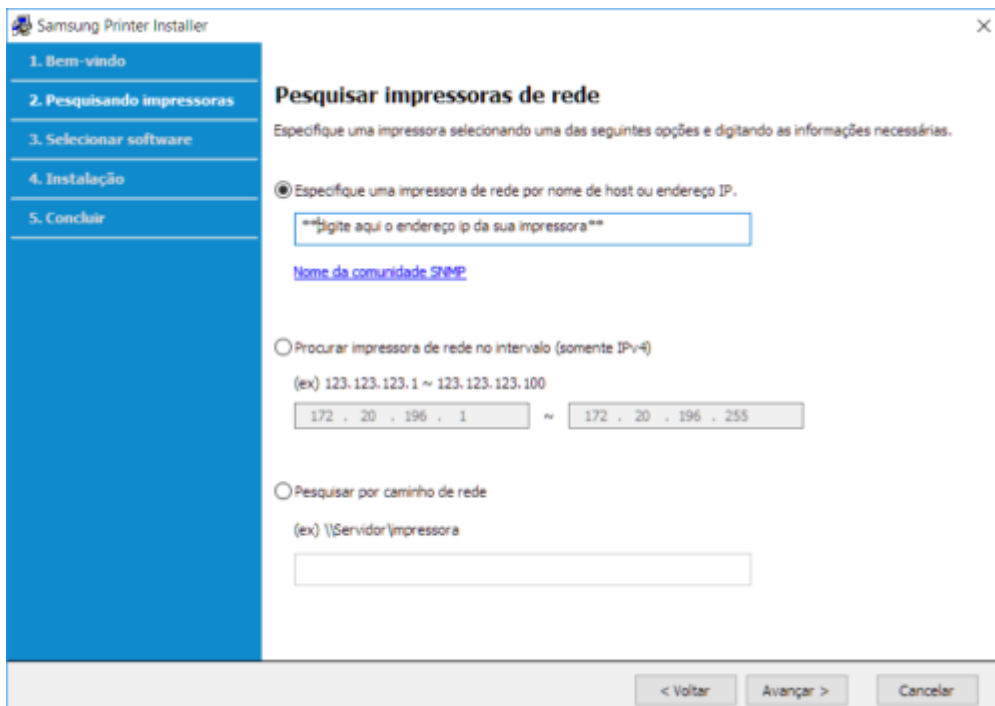 Samsung Printer Installer
1. Bem-vindo
2. Pesquisando impressoras
3. Selecionar software
4. Instalação
5. Concluir
Pesquisar impressoras de rede
Especifique uma impressora selecionando uma das seguintes opções e digitando as informações necessárias.
Especifique uma impressora de rede por nome de host ou endereço IP.
**digite aqui o endereço ip da sua impressora**
Nome da comunidade SNMP
Procurar impressora de rede no intervalo (somente IPv4)
(ex) 123.123.123.1 ~ 123.123.123.100
172 . 20 . 196 . 1 ~ 172 . 20 . 196 . 255
Pesquisar por caminho de rede
(ex) \\Servidor\impressora
< Voltar Avançar > Cancelar